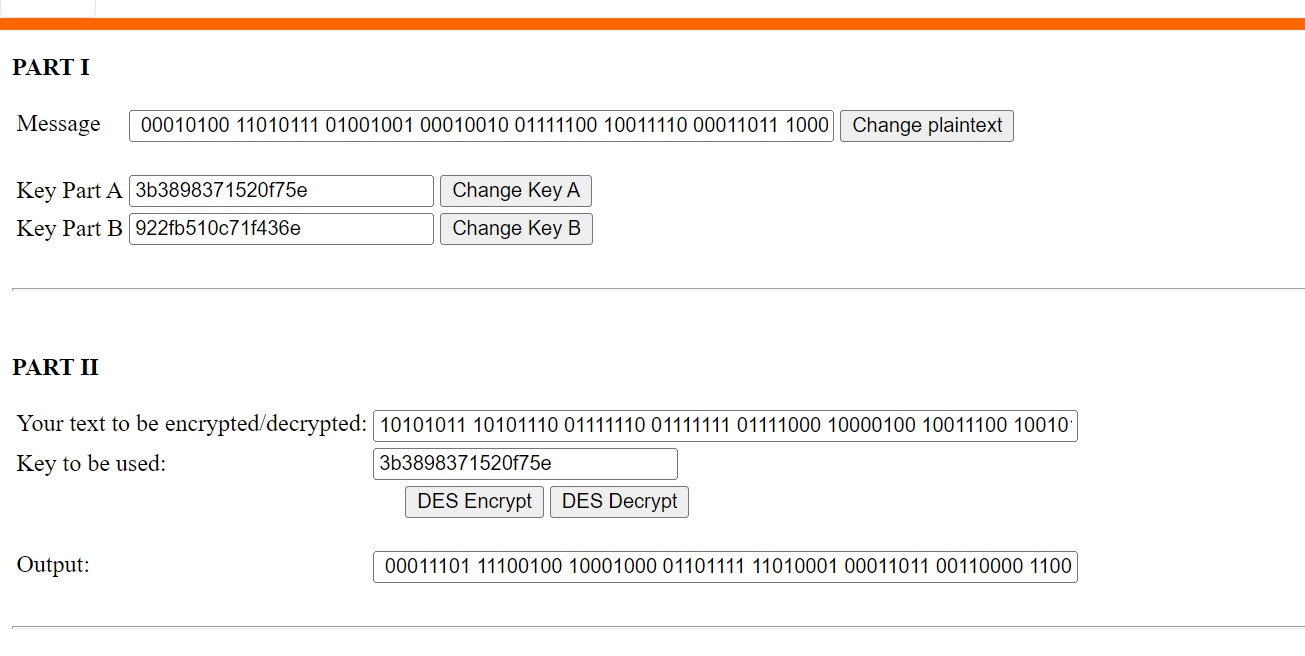 PART I
Message 00010100 11010111 01001001 00010010 01111100 10011110 00011011 1000 Change plaintext
Key Part A 3b3898371520f75e Change Key A
Key Part B 922fb510c71f436e Change Key B
PART II
Your text to be encrypted/decrypted: 10101011 10101110 01111110 01111111 01111000 10000100 10011100 10010
Key to be used: 3b3898371520f75e
DES Encrypt DES Decrypt
Output: 00011101 11100100 10001000 01101111 11010001 00011011 00110000 1100